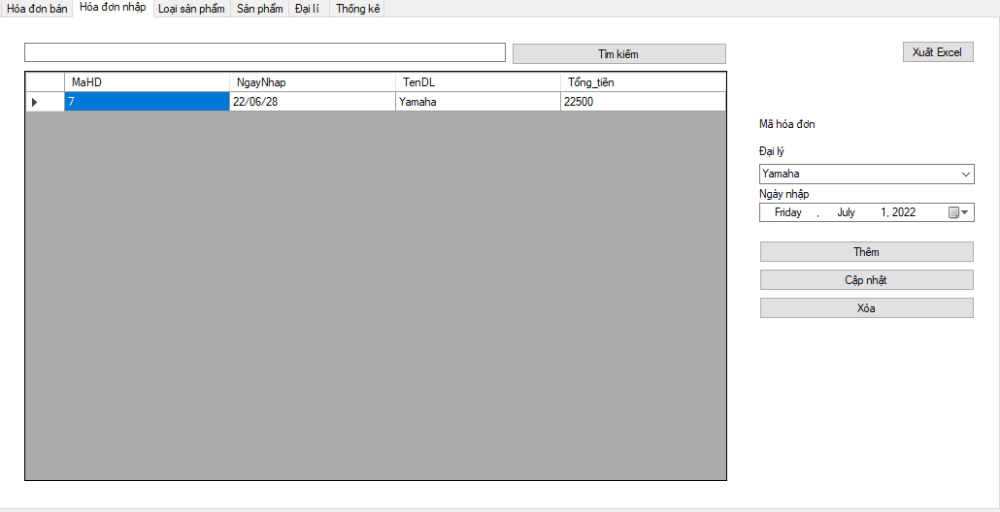 Hóa đơn bán Hóa đơn nhập Loại sản phẩm Sản phẩm Đại lí Thống kê
Tìm kiếm Xuất Excel
MaHD NgayNhap TenDL Tổng_tiền
7 22/06/28 Yamaha 22500
Mã hóa đơn
Đại lý
Yamaha
Ngày nhập
Friday , July 1, 2022
Thêm
Cập nhật
Xóa